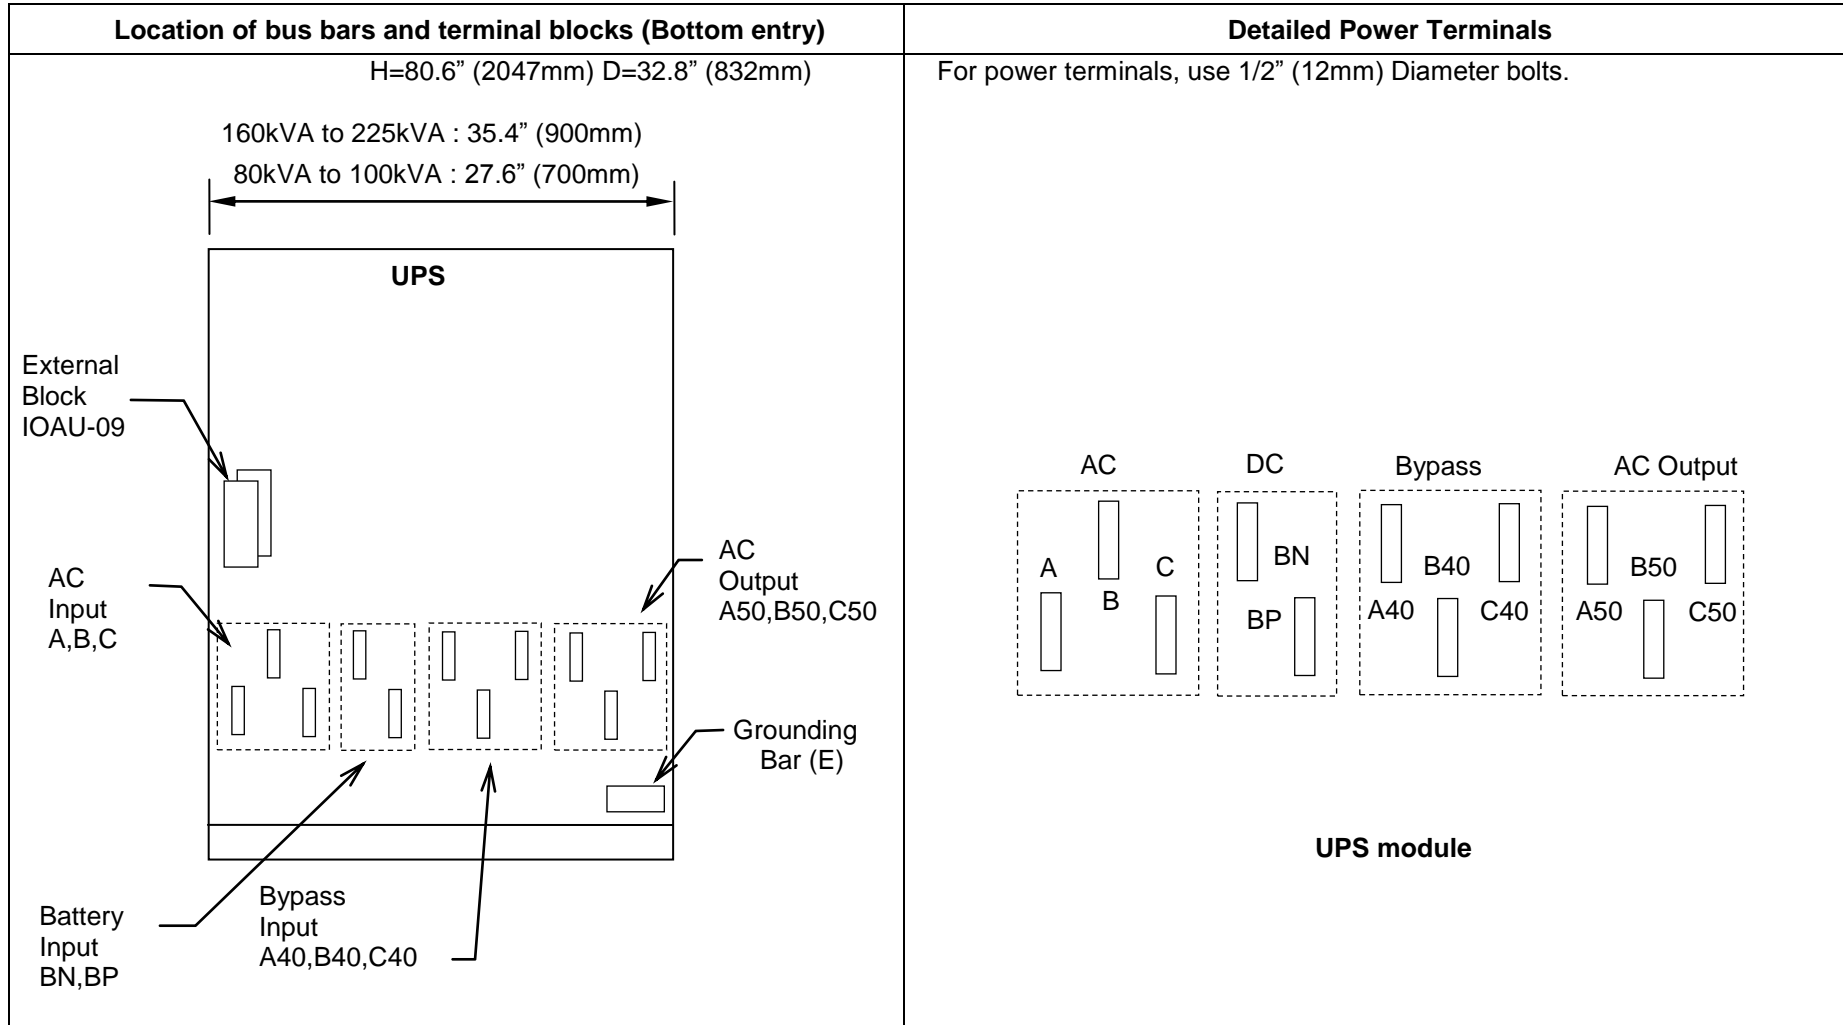 Location of bus bars and terminal blocks (Bottom entry)
Detailed Power Terminals
H=80.6” (2047mm) D=32.8” (832mm)
For power terminals, use 1/2” (12mm) Diameter bolts.
160kVA to 225kVA : 35.4” (900mm)
80kVA to 100kVA : 27.6” (700mm)
UPS
External
Block
IOAU-09
AC
Input
A,B,C
AC
Output
A50,B50,C50
Grounding
Bar (E)
Battery
Input
BN,BP
Bypass
Input
A40,B40,C40
AC
DC
Bypass
AC Output
A
B
C
BN
BP
A40
B40
C40
A50
B50
C50
UPS module